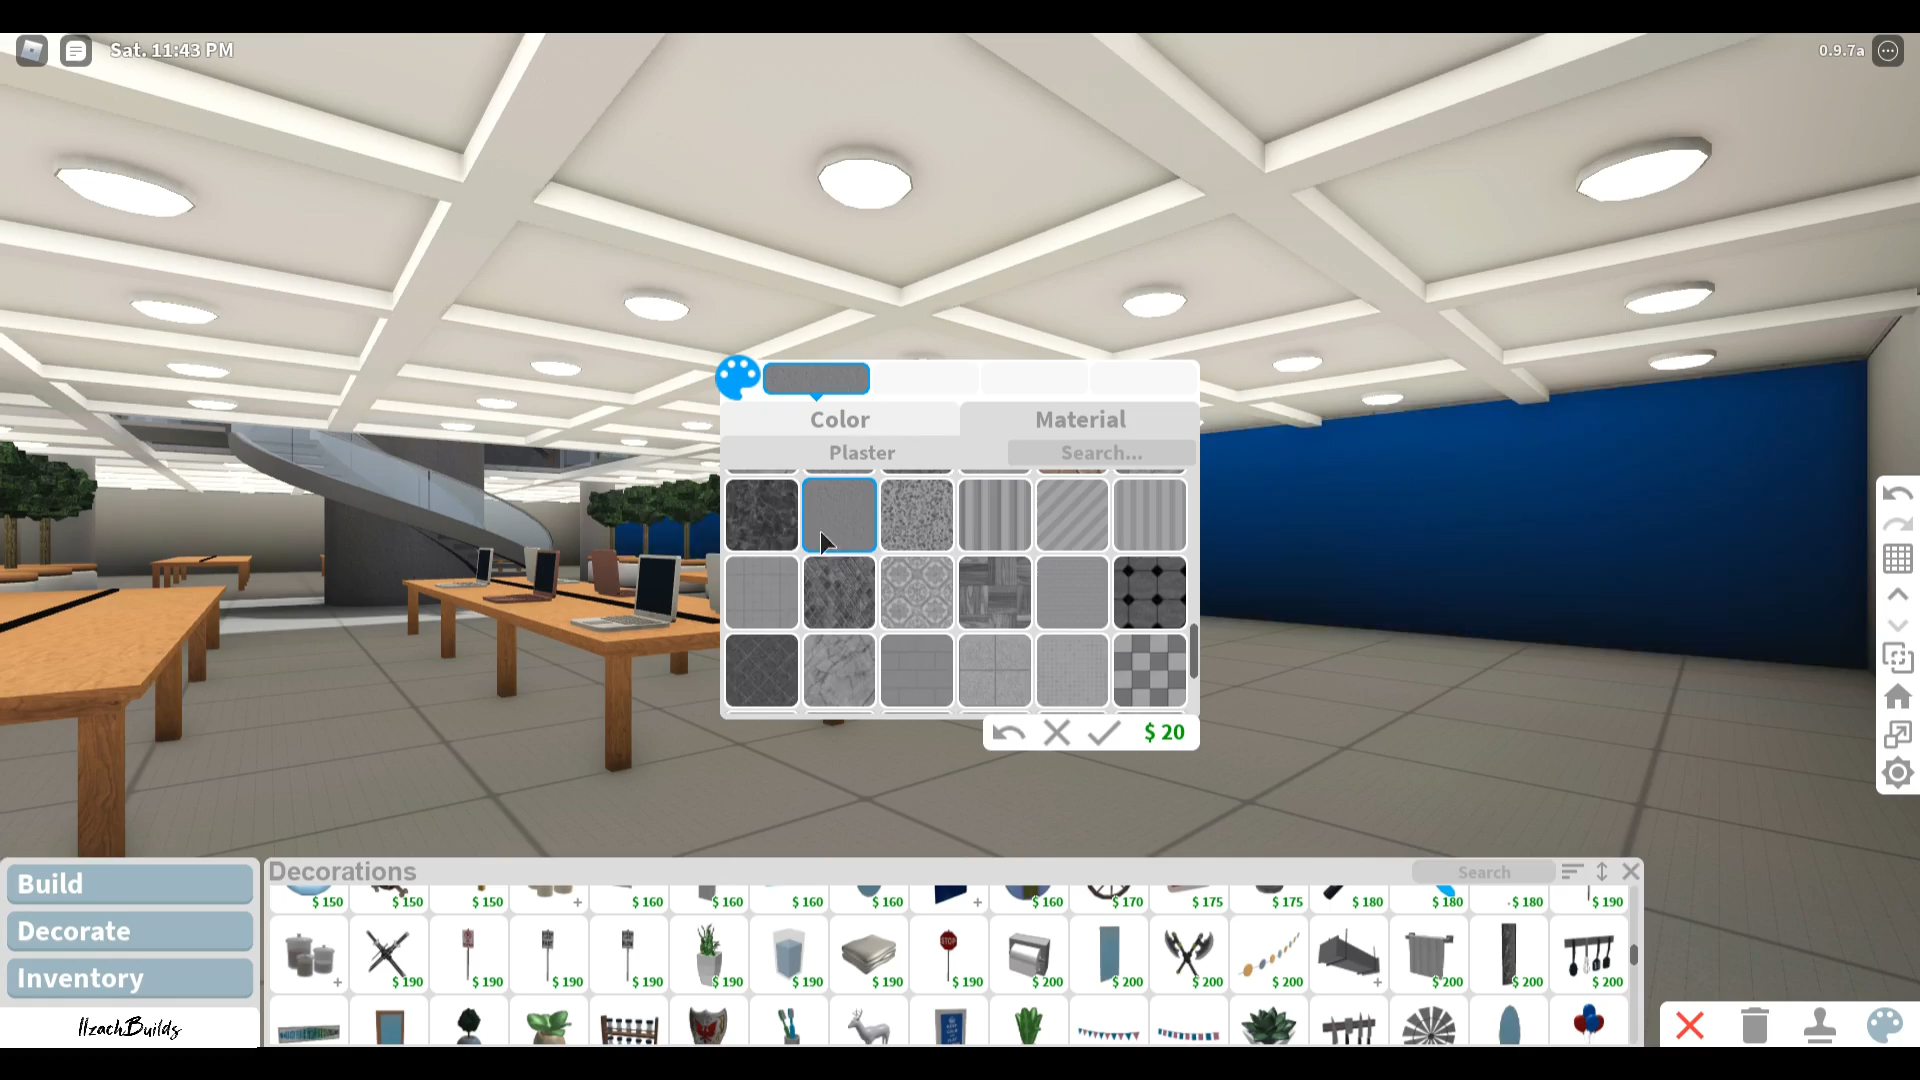 Sat. 11:43 PM
0.9.7a
Color
Material
Plaster
Search...
$ 20
Build
Decorate
Inventory
IIzachBuilds
Decorations
Search
$ 150 $ 150 $ 150 + $ 160 $ 160 $ 160 $ 160 + $ 160 $ 170 $ 175 $ 175 $ 180 $ 180 $ 180 $ 190
STOP
+ $ 190 $ 190 $ 190 $ 190 $ 190 $ 190 $ 190 $ 190 $ 200 $ 200 $ 200 $ 200 + $ 200 $ 200 $ 200